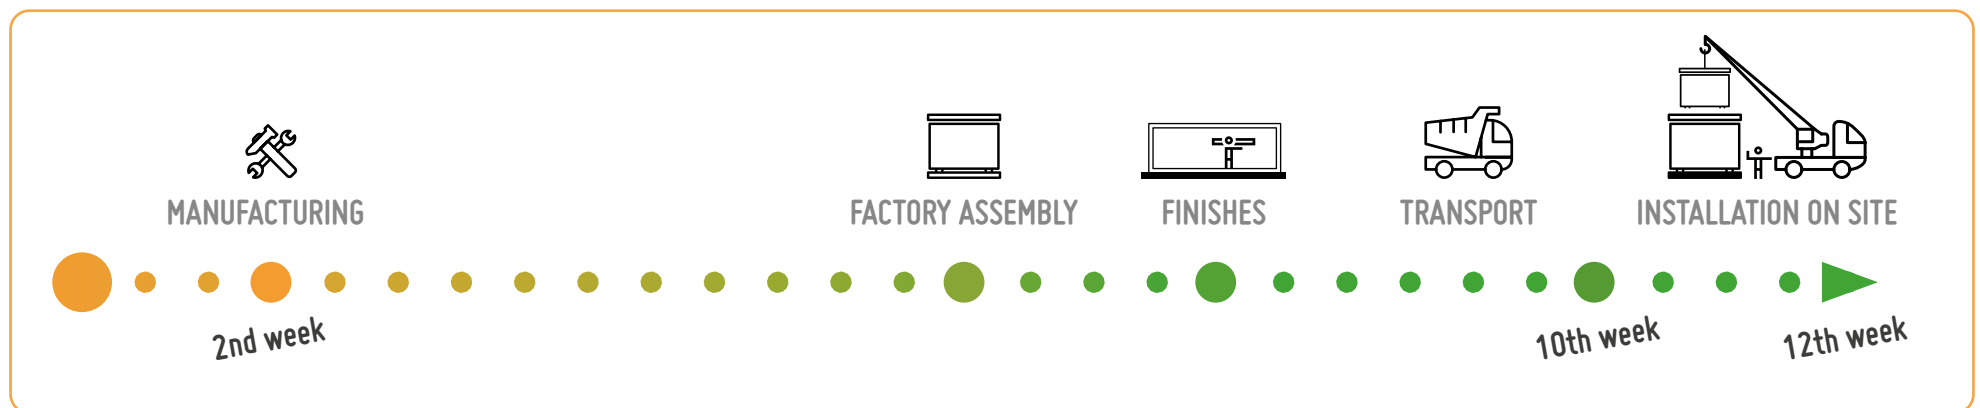 MANUFACTURING
FACTORY ASSEMBLY
FINISHES
TRANSPORT
INSTALLATION ON SITE
2nd week
10th week
12th week